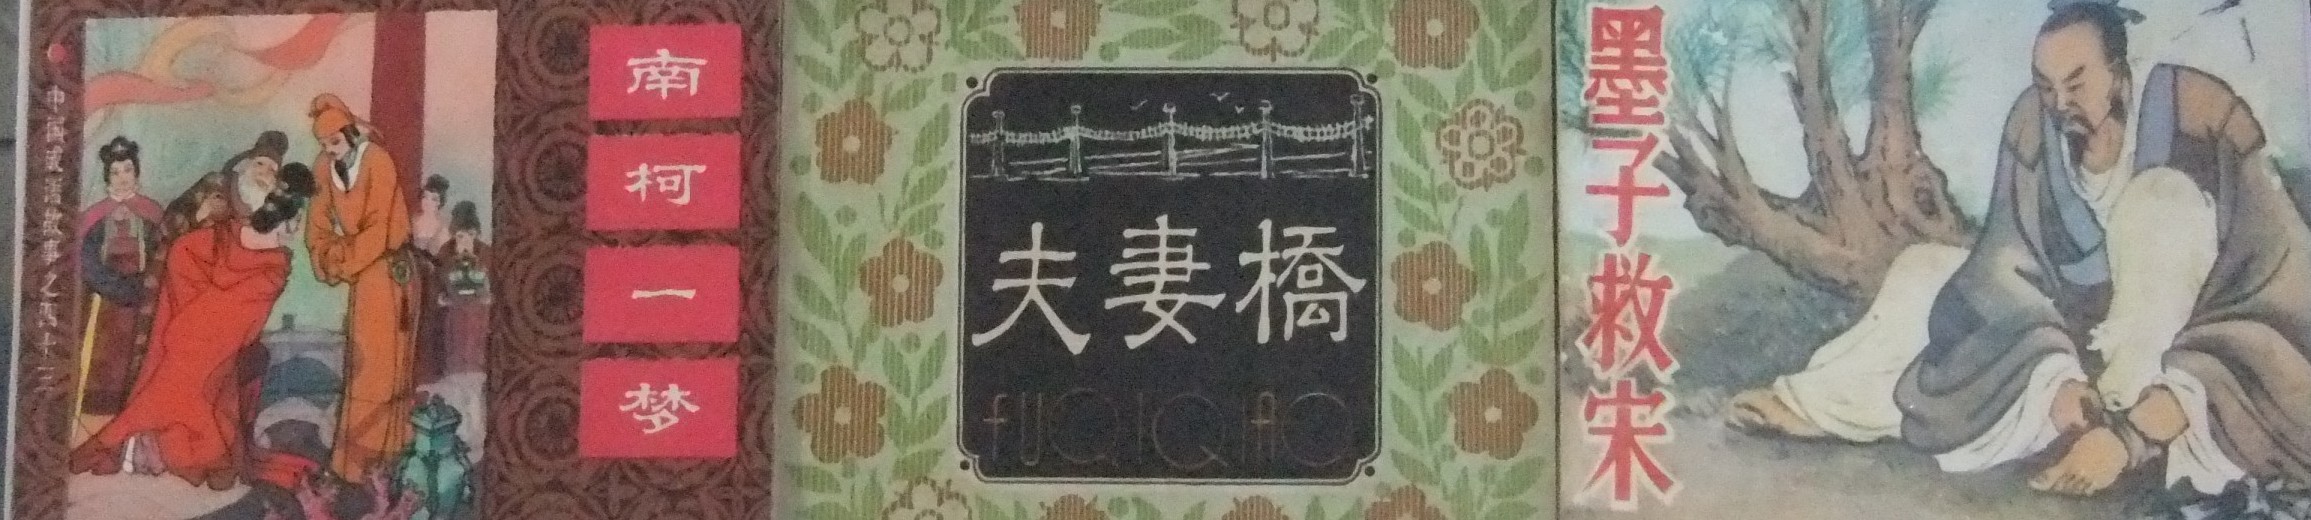 中国成语故事之四十三
南
柯
一
梦
夫妻橋
FUQIQIAO
墨子救宋